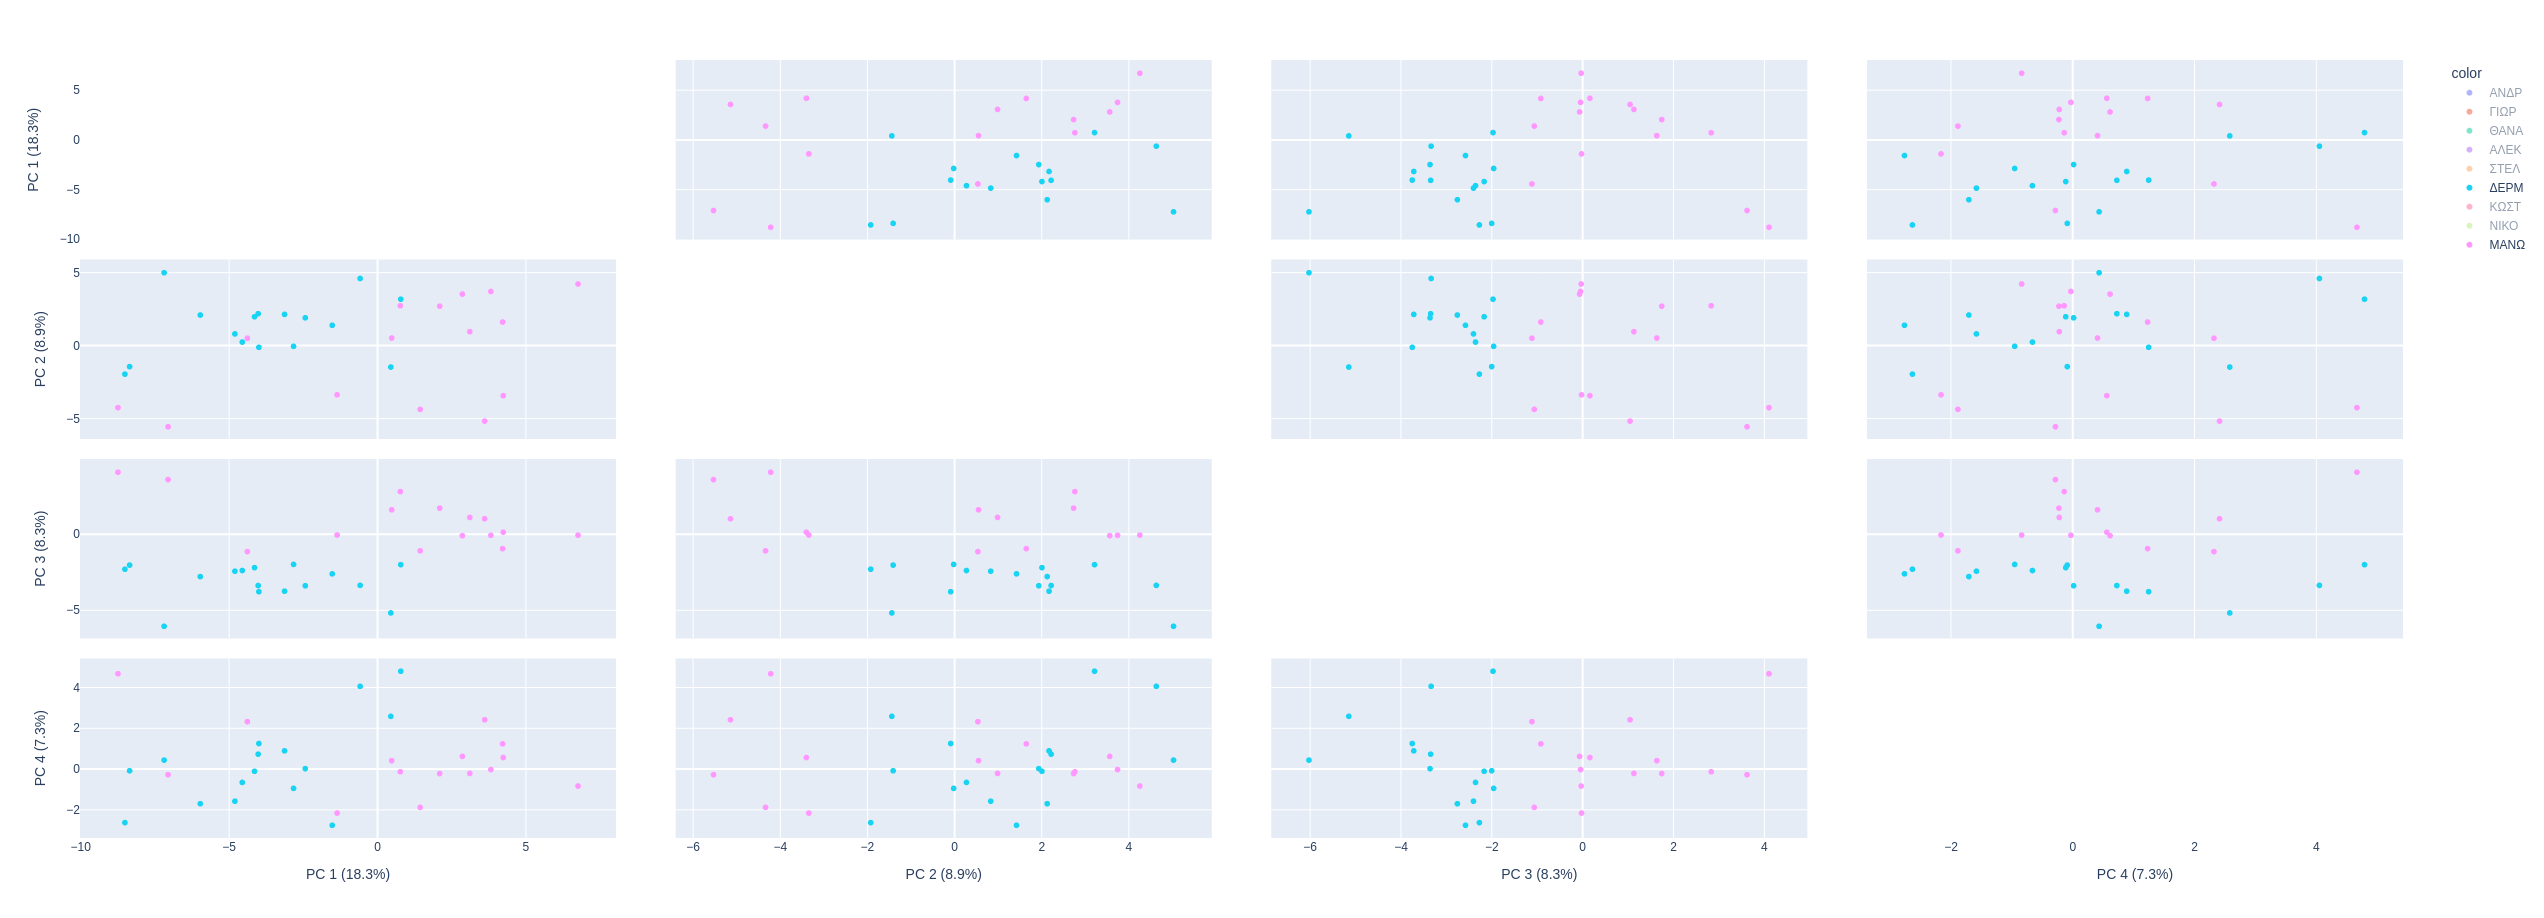 color
ΑΝΔΡ
ΓΙΩΡ
ΘΑΝΑ
ΑΛΕΚ
ΣΤΕΛ
ΔΕΡΜ
ΚΩΣΤ
ΝΙΚΟ
ΜΑΝΩ
PC 1 (18.3%)
5
0
−5
−10
PC 2 (8.9%)
5
0
−5
PC 3 (8.3%)
0
−5
PC 4 (7.3%)
4
2
0
−2
−10 −5 0 5
−6 −4 −2 0 2 4
−6 −4 −2 0 2 4
−2 0 2 4
PC 1 (18.3%)
PC 2 (8.9%)
PC 3 (8.3%)
PC 4 (7.3%)